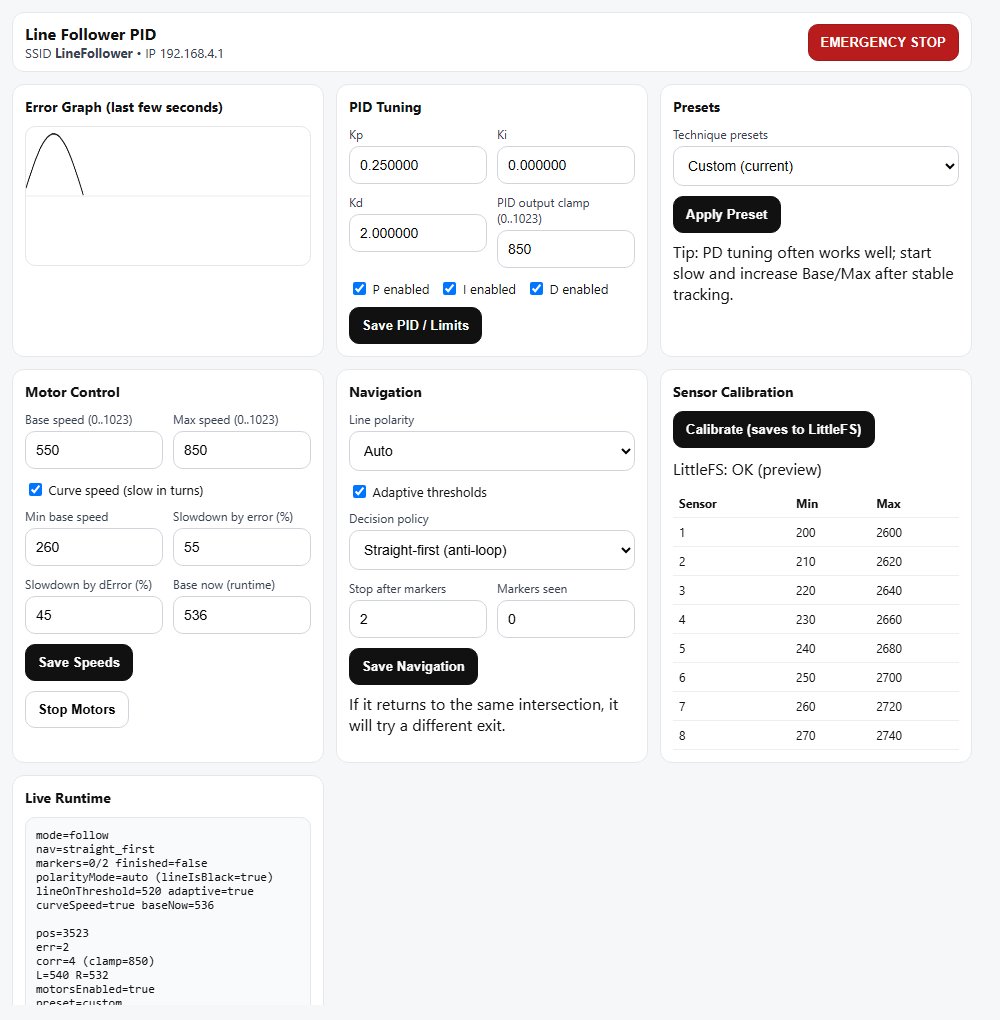 Line Follower PID
SSID LineFollower • IP 192.168.4.1
EMERGENCY STOP
Error Graph (last few seconds)
PID Tuning
Kp
Ki
0.250000
0.000000
Kd
PID output clamp
(0..1023)
2.000000
850
P enabled
I enabled
D enabled
Save PID / Limits
Presets
Technique presets
Custom (current)
Apply Preset
Tip: PD tuning often works well; start
slow and increase Base/Max after stable
tracking.
Motor Control
Base speed (0..1023)
Max speed (0..1023)
550
850
Curve speed (slow in turns)
Min base speed
Slowdown by error (%)
260
55
Slowdown by dError (%)
Base now (runtime)
45
536
Save Speeds
Stop Motors
Navigation
Line polarity
Auto
Adaptive thresholds
Decision policy
Straight-first (anti-loop)
Stop after markers
Markers seen
2
0
Save Navigation
If it returns to the same intersection, it
will try a different exit.
Sensor Calibration
Calibrate (saves to LittleFS)
LittleFS: OK (preview)
Sensor Min Max
1 200 2600
2 210 2620
3 220 2640
4 230 2660
5 240 2680
6 250 2700
7 260 2720
8 270 2740
Live Runtime
mode=follow
nav=straight_first
markers=0/2 finished=false
polarityMode=auto (lineIsBlack=true)
lineOnThreshold=520 adaptive=true
curveSpeed=true baseNow=536
pos=3523
err=2
corr=4 (clamp=850)
L=540 R=532
motorsEnabled=true
preset=custom